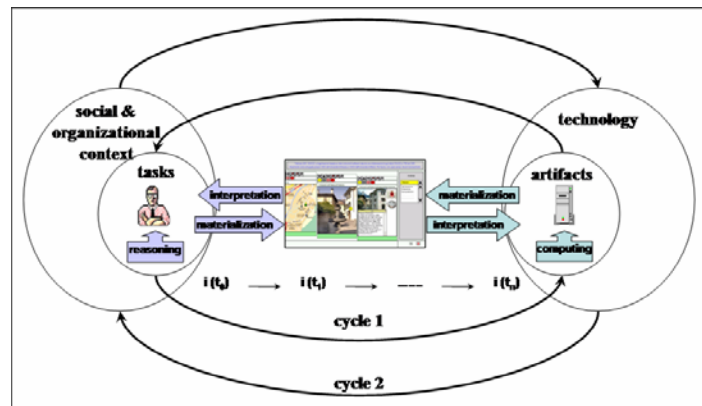 social &
organizational
context
tasks
technology
artifacts
interpretation
materialization
materialization
interpretation
reasoning
computing
i (t₀) → i (t₁) → --- → i (tₙ)
cycle 1
cycle 2